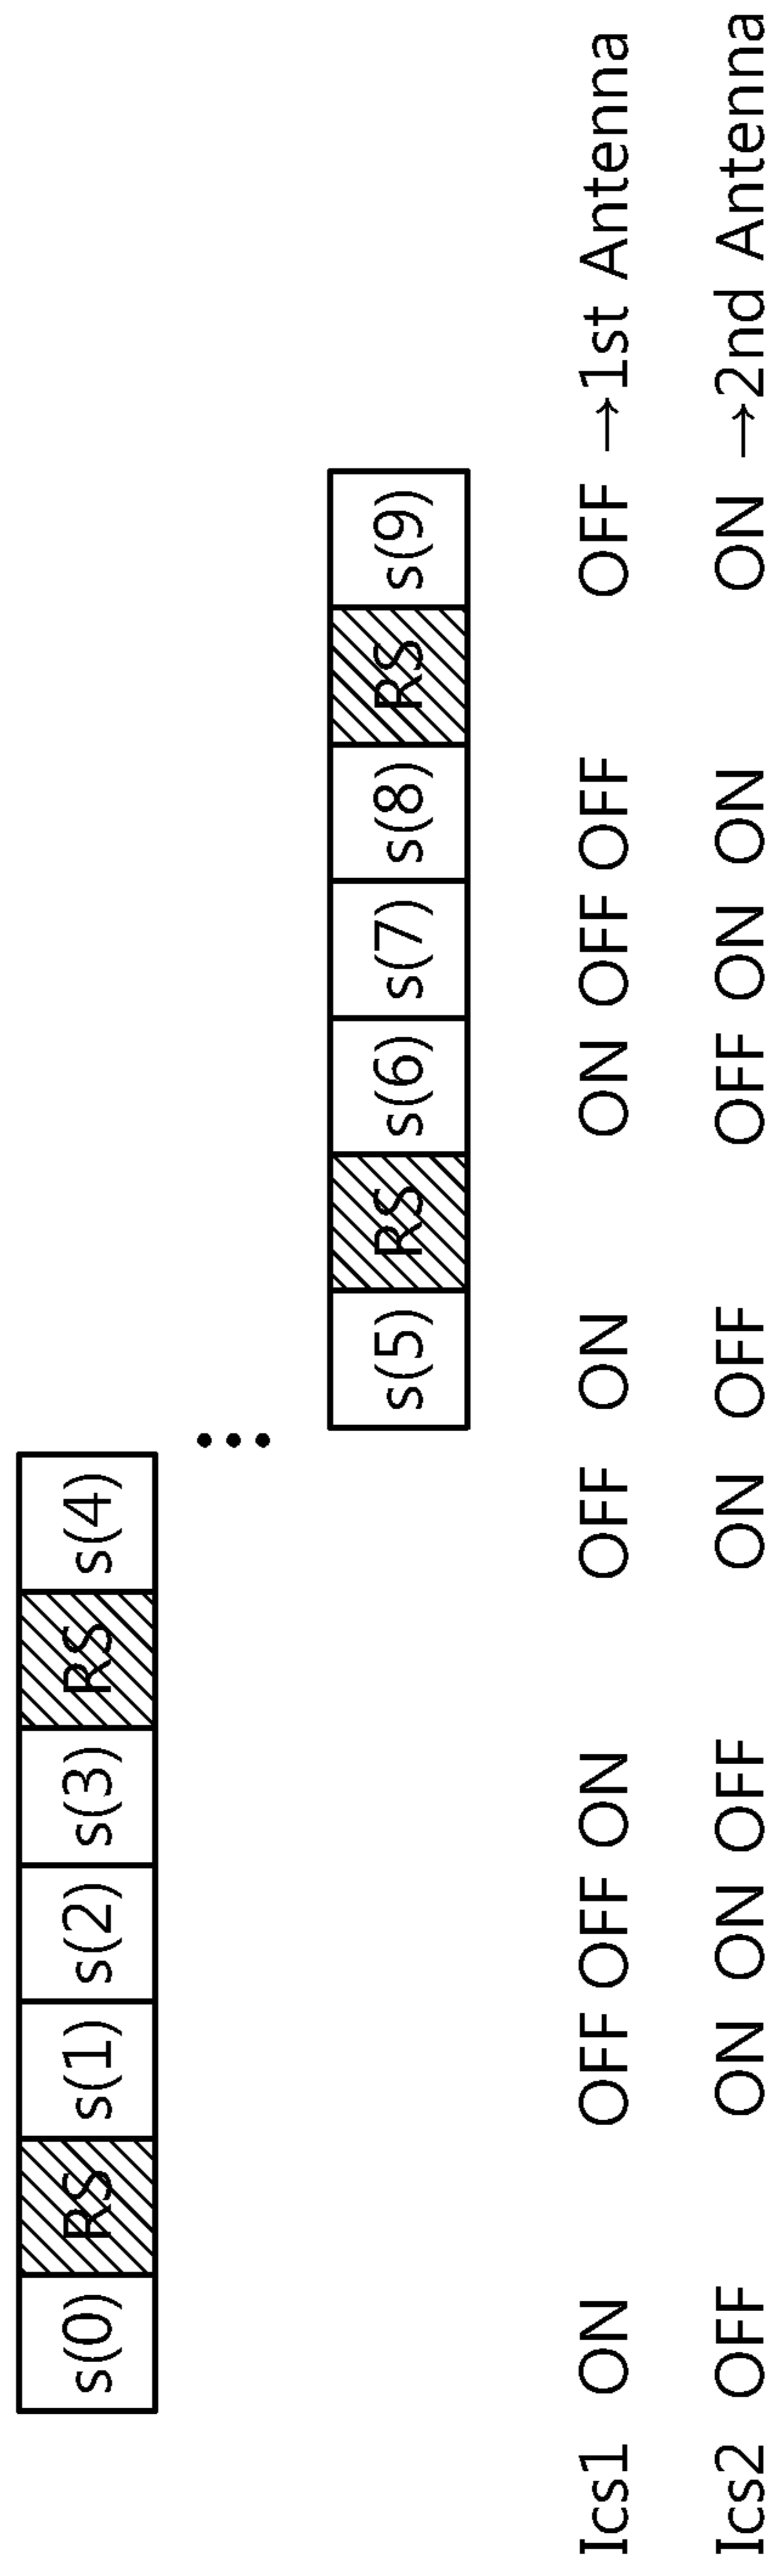 s(0) RS s(1) s(2) s(3) RS s(4)
•••
s(5) RS s(6) s(7) s(8) RS s(9)
Ics1 ON OFF OFF ON OFF ON ON OFF OFF OFF →1st Antenna
Ics2 OFF ON ON OFF ON OFF OFF ON ON ON →2nd Antenna